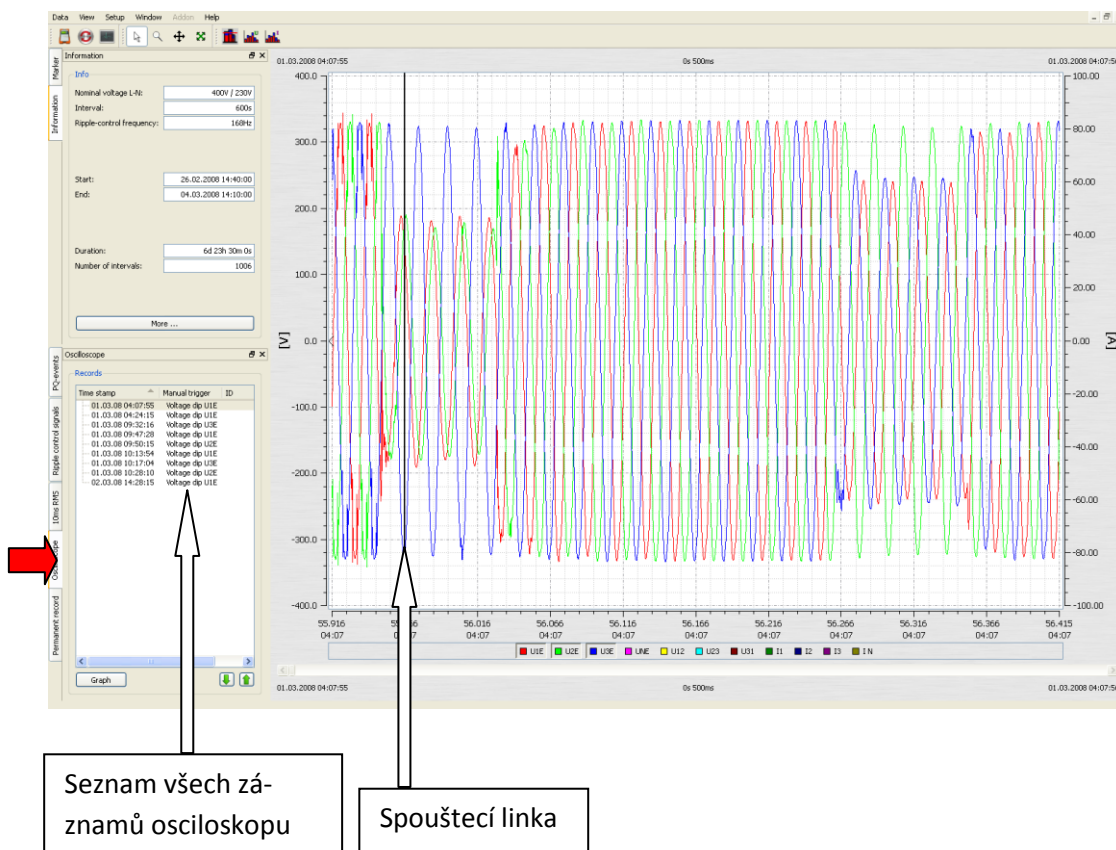 Data View Setup Window Addon Help
Information
Info
Nominal voltage L-N: 400V / 230V
Interval: 600s
Ripple-control frequency: 168Hz
Start: 26.02.2008 14:40:00
End: 04.03.2008 14:10:00
Duration: 6d 23h 30m 0s
Number of intervals: 1006
More ...
Marker
Information
Oscilloscope
Records
Time stamp Manual trigger ID
01.03.08 04:07:55 Voltage dip U1E
01.03.08 04:24:15 Voltage dip U1E
01.03.08 09:32:16 Voltage dip U3E
01.03.08 09:47:28 Voltage dip U1E
01.03.08 09:50:15 Voltage dip U2E
01.03.08 10:13:54 Voltage dip U1E
01.03.08 10:17:04 Voltage dip U3E
01.03.08 10:28:10 Voltage dip U2E
02.03.08 14:28:15 Voltage dip U1E
Graph
PQ-events
Ripple control signals
10ms RMS
Permanent record
01.03.2008 04:07:55 0s 500ms 01.03.2008 04:07:56
400.0 100.00
300.0 80.00
60.00
200.0 40.00
100.0 20.00
[V] 0.0 0.00 [A]
-100.0 -20.00
-40.00
-200.0 -60.00
-300.0 -80.00
-400.0 -100.00
55.916 56.016 56.066 56.116 56.166 56.216 56.266 56.316 56.366 56.415
04:07 04:07 04:07 04:07 04:07 04:07 04:07 04:07 04:07 04:07
U1E U2E U3E UNE U12 U23 U31 I1 I2 I3 I N
01.03.2008 04:07:55 0s 500ms
Seznam všech zá-
znamů osciloskopu
Spouštecí linka